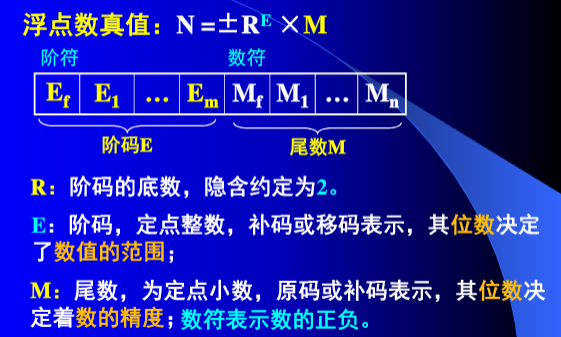 浮点数真值：N =±R^E ×M
阶符 数符
E_f E_1 … E_m M_f M_1 … M_n
阶码E 尾数M
R：阶码的底数，隐含约定为2。
E：阶码，定点整数，补码或移码表示，其位数决定
了数值的范围；
M：尾数，为定点小数，原码或补码表示，其位数决
定着数的精度；数符表示数的正负。